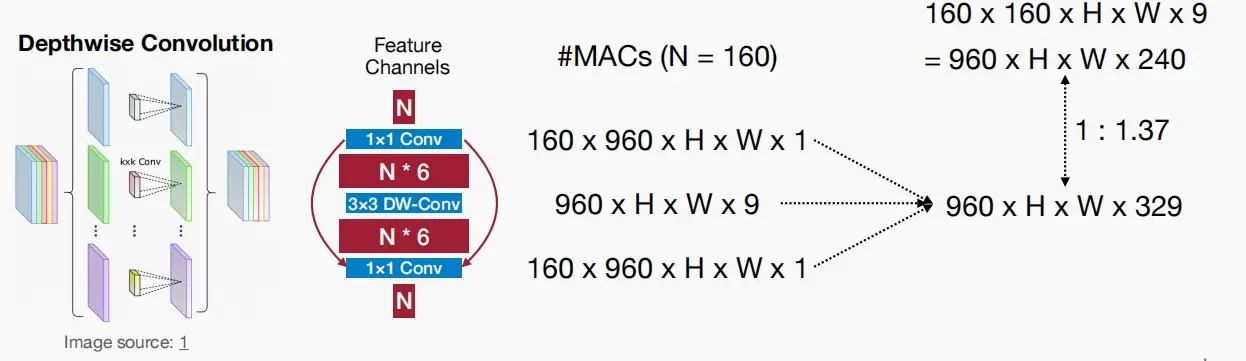 Depthwise Convolution
kxk Conv
Image source: 1
Feature
Channels
N
1×1 Conv
N * 6
3×3 DW-Conv
N * 6
1×1 Conv
N
#MACs (N = 160)
160 x 960 x H x W x 1
960 x H x W x 9
160 x 960 x H x W x 1
160 x 160 x H x W x 9
= 960 x H x W x 240
1 : 1.37
960 x H x W x 329